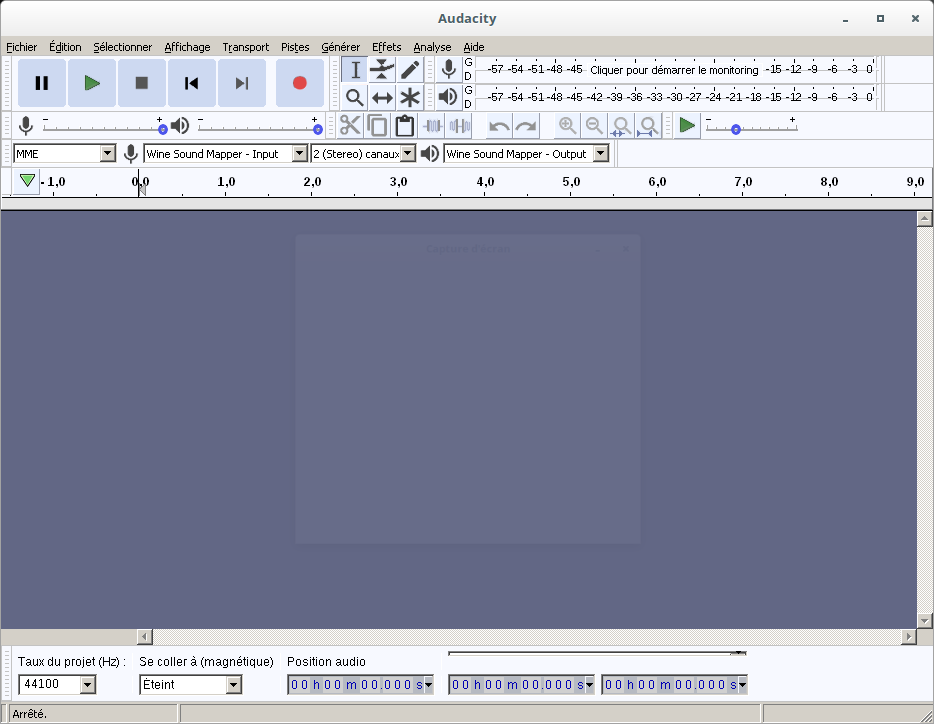 Audacity
Fichier Édition Sélectionner Affichage Transport Pistes Générer Effets Analyse Aide
G D -57 -54 -51 -48 -45 Cliquer pour démarrer le monitoring -15 -12 -9 -6 -3 0
G D -57 -54 -51 -48 -45 -42 -39 -36 -33 -30 -27 -24 -21 -18 -15 -12 -9 -6 -3 0
- + - + - +
MME Wine Sound Mapper - Input 2 (Stereo) canaux Wine Sound Mapper - Output
-1,0 0,0 1,0 2,0 3,0 4,0 5,0 6,0 7,0 8,0 9,0
Capture d'écran
Taux du projet (Hz) : Se coller à (magnétique) Position audio
44100 Éteint 00 h 00 m 00.000 s 00 h 00 m 00.000 s 00 h 00 m 00.000 s
Arrêté.